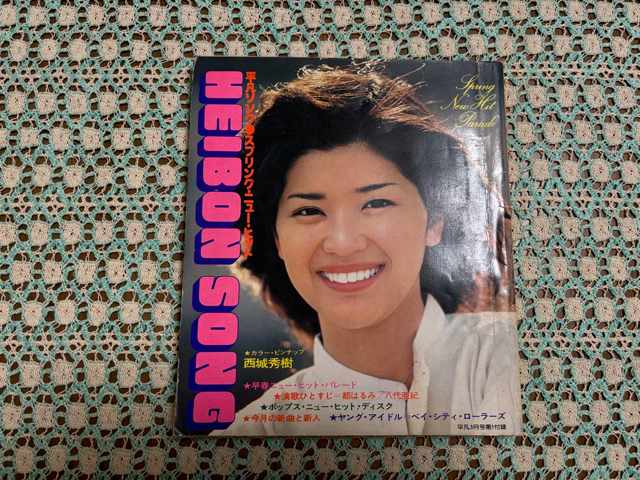 HEIBON SONG
平凡ソング●スプリング・ニュー・ヒット
Spring
New Hit
Parade
★カラー・ピンナップ
西城秀樹
★早春ニュー・ヒット・パレード
★演歌ひとすじ=都はるみ/八代亜紀
★ポップス・ニュー・ヒット・ディスク
★今月の新曲と新人 ★ヤング・アイドル=ベイ・シティ・ローラーズ
平凡3月号第1付録